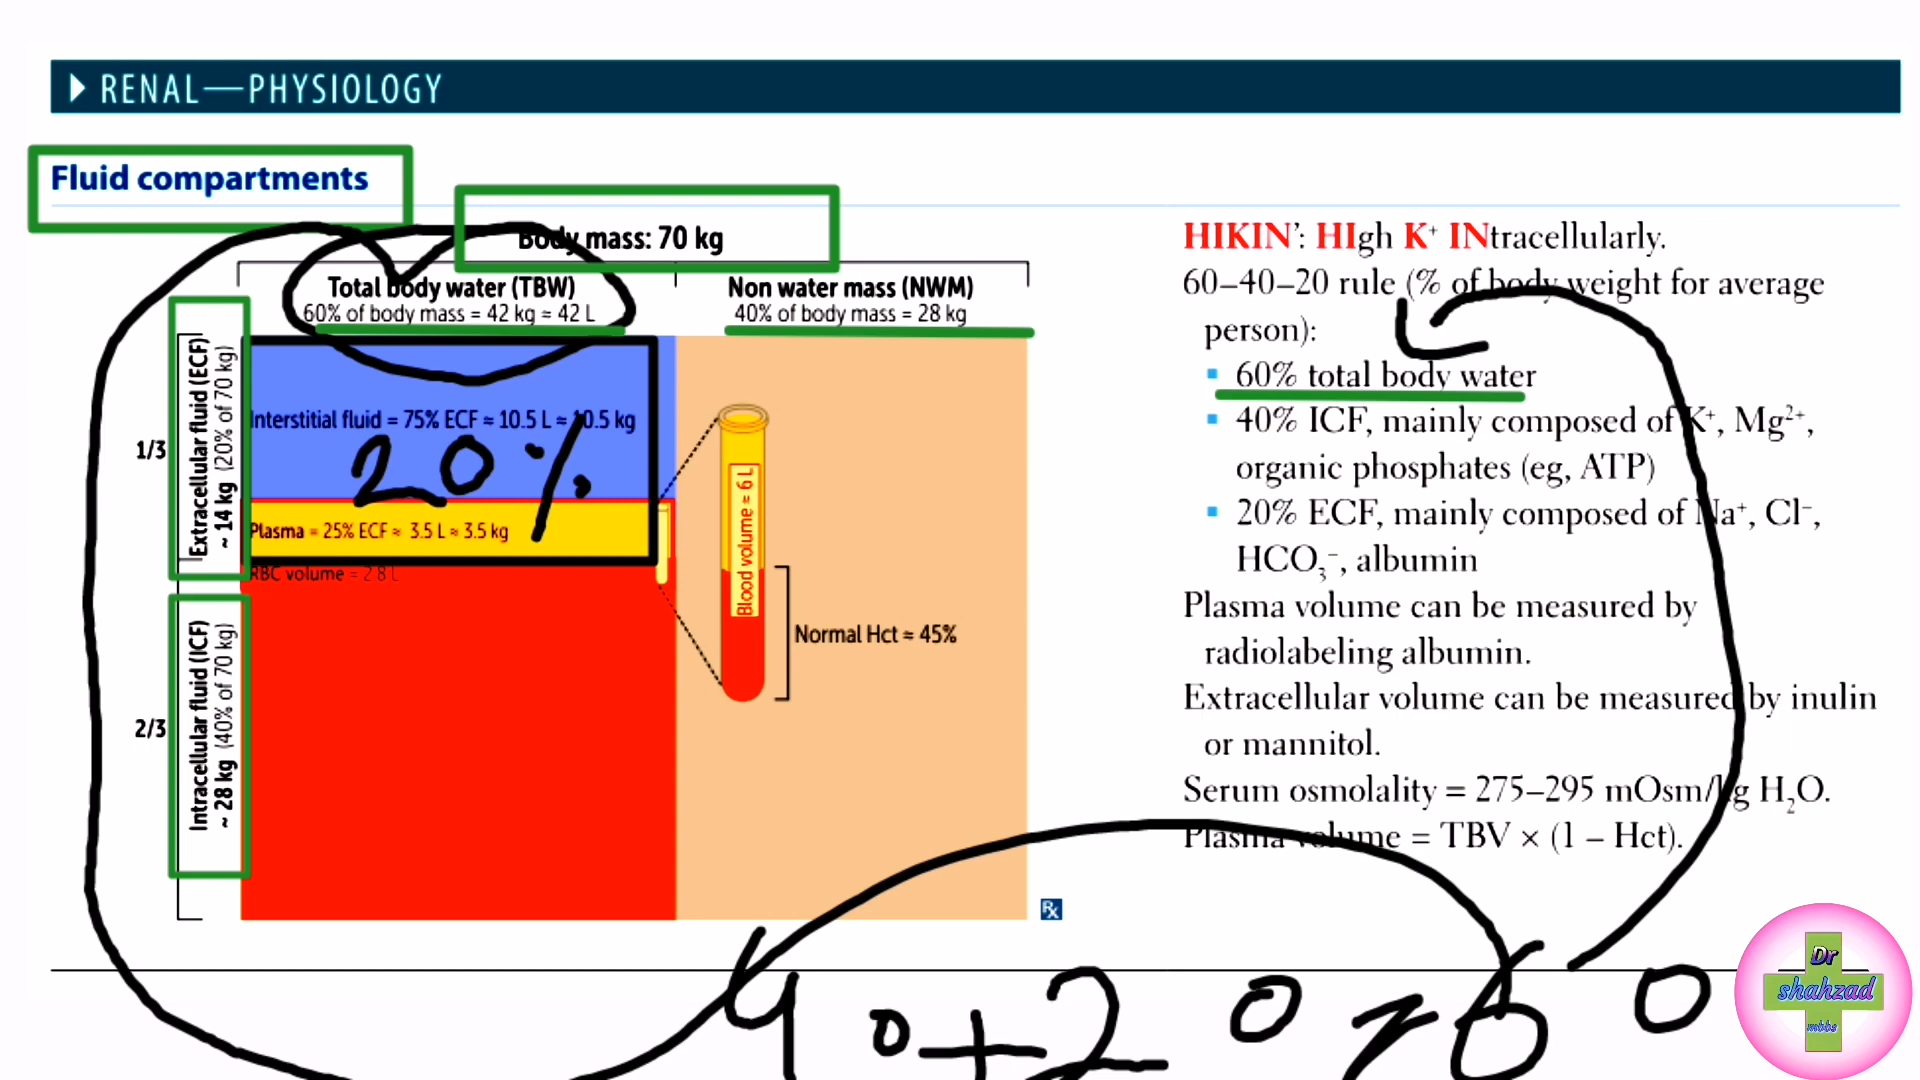 RENAL—PHYSIOLOGY
Fluid compartments
Body mass: 70 kg
Total body water (TBW)
60% of body mass = 42 kg ≈ 42 L
Non water mass (NWM)
40% of body mass = 28 kg
1/3
Extracellular fluid (ECF)
~ 14 kg (20% of 70 kg)
Interstitial fluid = 75% ECF ≈ 10.5 L ≈ 10.5 kg
20%
Plasma = 25% ECF ≈ 3.5 L ≈ 3.5 kg
RBC volume = 2.8 L
2/3
Intracellular fluid (ICF)
~ 28 kg (40% of 70 kg)
Blood volume ≈ 6 L
Normal Hct ≈ 45%
HIKIN’: HIgh K⁺ INtracellularly.
60–40–20 rule (% of body weight for average
person):
▪ 60% total body water
▪ 40% ICF, mainly composed of K⁺, Mg²⁺,
organic phosphates (eg, ATP)
▪ 20% ECF, mainly composed of Na⁺, Cl⁻,
HCO₃⁻, albumin
Plasma volume can be measured by
radiolabeling albumin.
Extracellular volume can be measured by inulin
or mannitol.
Serum osmolality = 275–295 mOsm/kg H₂O.
Plasma volume = TBV × (1 – Hct).
Rx
40+20=60
Dr
shahzad
mbbs